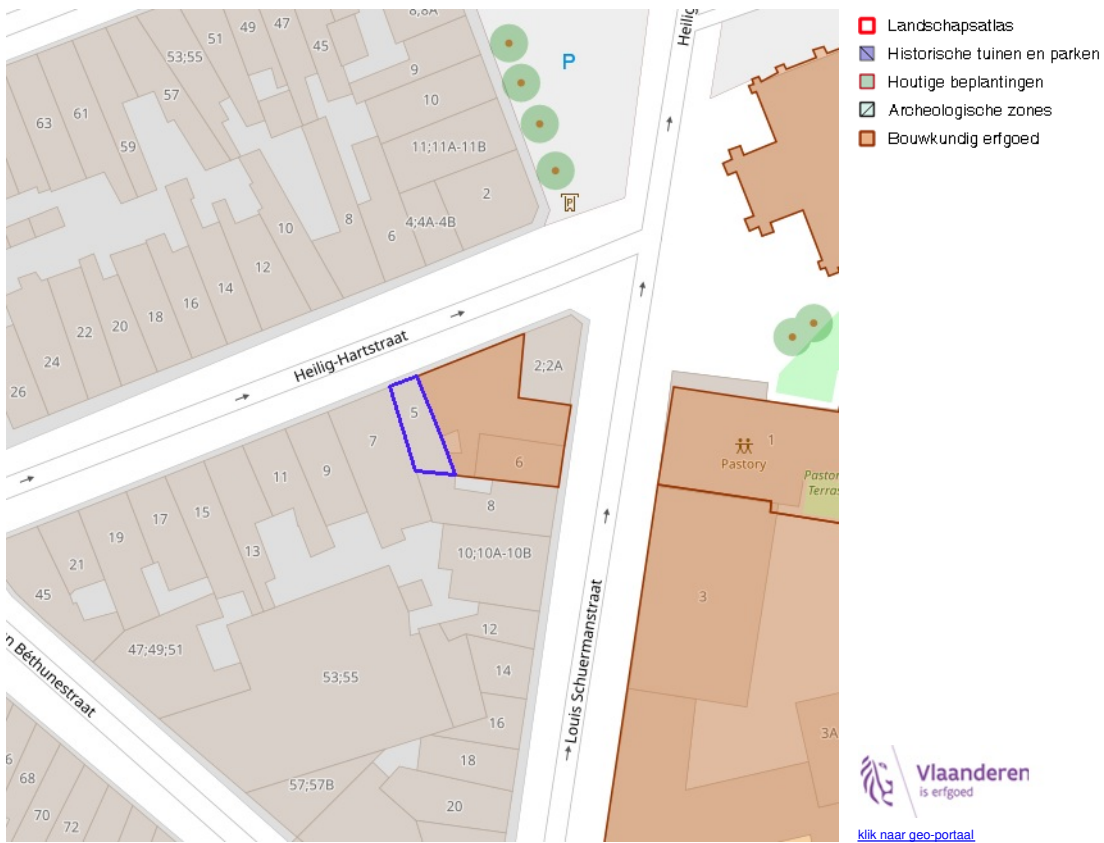 Landschapsatlas
Historische tuinen en parken
Houtige beplantingen
Archeologische zones
Bouwkundig erfgoed
8;8A
47
49
51
45
53;55
9
57
10
61
63
59
11;11A-11B
P
2
8
4;4A-4B
P
10
6
12
14
16
18
20
22
24
26
Heilig-Hartstraat
Heilig
2;2A
5
7
6
1
Pastory
Pastor
Terras
11
9
8
15
17
13
19
10;10A-10B
21
45
3
12
47;49;51
53;55
14
n Béthunestraat
Louis Schuermanstraat
16
3A
18
68
57;57B
20
70
72
Vlaanderen
is erfgoed
klik naar geo-portaal